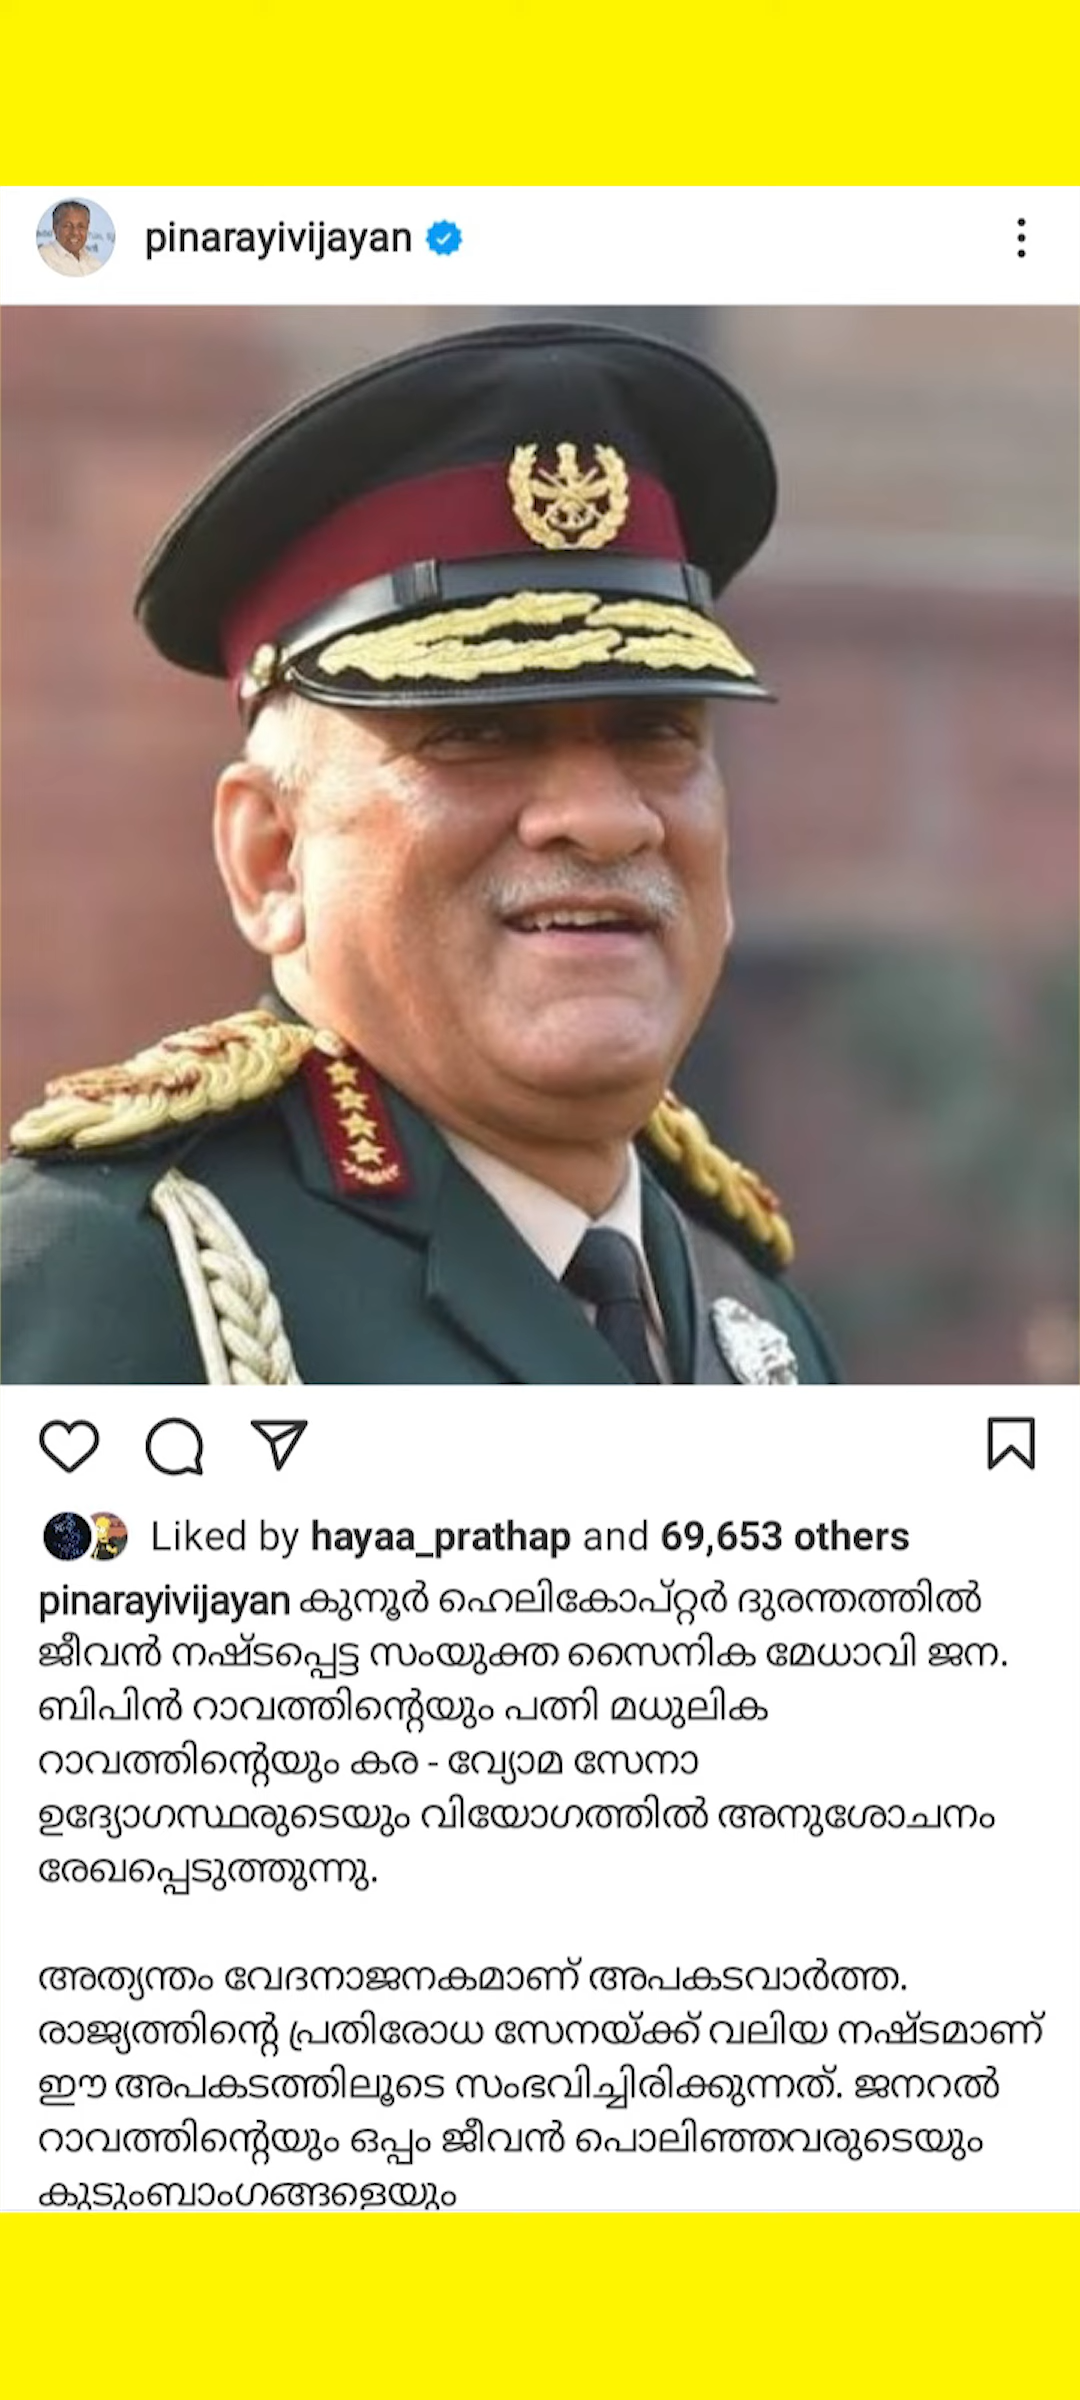 pinarayivijayan
Liked by hayaa_prathap and 69,653 others
pinarayivijayan കുനൂർ ഹെലികോപ്റ്റർ ദുരന്തത്തിൽ
ജീവൻ നഷ്ടപ്പെട്ട സംയുക്ത സൈനിക മേധാവി ജന.
ബിപിൻ റാവത്തിന്റെയും പത്നി മധുലിക
റാവത്തിന്റെയും കര - വ്യോമ സേനാ
ഉദ്യോഗസ്ഥരുടെയും വിയോഗത്തിൽ അനുശോചനം
രേഖപ്പെടുത്തുന്നു.
അത്യന്തം വേദനാജനകമാണ് അപകടവാർത്ത.
രാജ്യത്തിന്റെ പ്രതിരോധ സേനയ്ക്ക് വലിയ നഷ്ടമാണ്
ഈ അപകടത്തിലൂടെ സംഭവിച്ചിരിക്കുന്നത്. ജനറൽ
റാവത്തിന്റെയും ഒപ്പം ജീവൻ പൊലിഞ്ഞവരുടെയും
കുടുംബാംഗങ്ങളെയും